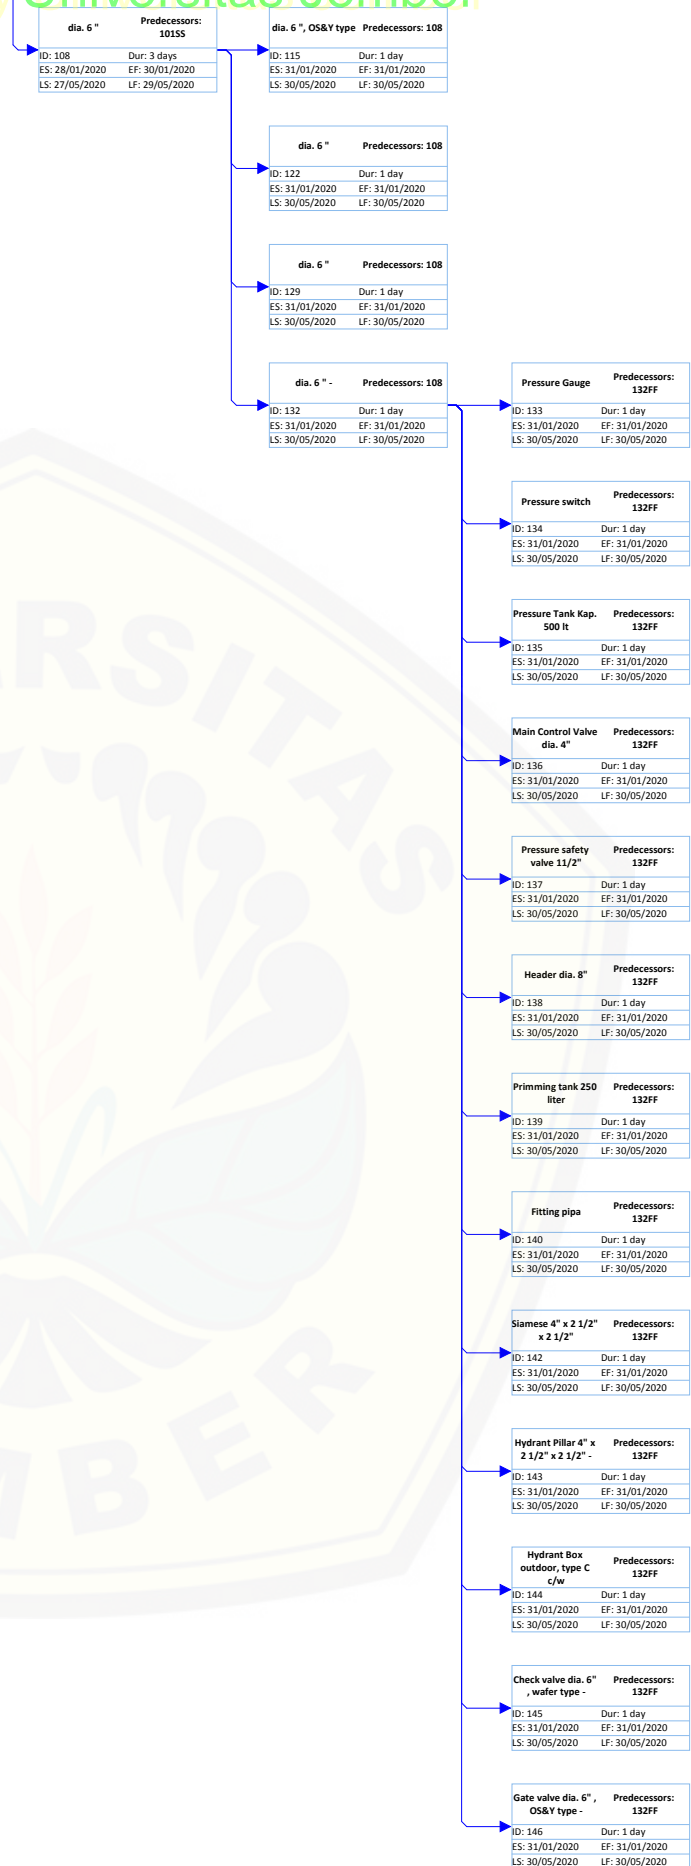 Universitas Jember
dia. 6 "
Predecessors:
101SS
ID: 108 Dur: 3 days
ES: 28/01/2020 EF: 30/01/2020
LS: 27/05/2020 LF: 29/05/2020
dia. 6 ", OS&Y type Predecessors: 108
ID: 115 Dur: 1 day
ES: 31/01/2020 EF: 31/01/2020
LS: 30/05/2020 LF: 30/05/2020
dia. 6 " Predecessors: 108
ID: 122 Dur: 1 day
ES: 31/01/2020 EF: 31/01/2020
LS: 30/05/2020 LF: 30/05/2020
dia. 6 " Predecessors: 108
ID: 129 Dur: 1 day
ES: 31/01/2020 EF: 31/01/2020
LS: 30/05/2020 LF: 30/05/2020
dia. 6 " - Predecessors: 108
ID: 132 Dur: 1 day
ES: 31/01/2020 EF: 31/01/2020
LS: 30/05/2020 LF: 30/05/2020
Pressure Gauge
Predecessors:
132FF
ID: 133 Dur: 1 day
ES: 31/01/2020 EF: 31/01/2020
LS: 30/05/2020 LF: 30/05/2020
Pressure switch
Predecessors:
132FF
ID: 134 Dur: 1 day
ES: 31/01/2020 EF: 31/01/2020
LS: 30/05/2020 LF: 30/05/2020
Pressure Tank Kap.
500 lt
Predecessors:
132FF
ID: 135 Dur: 1 day
ES: 31/01/2020 EF: 31/01/2020
LS: 30/05/2020 LF: 30/05/2020
Main Control Valve
dia. 4"
Predecessors:
132FF
ID: 136 Dur: 1 day
ES: 31/01/2020 EF: 31/01/2020
LS: 30/05/2020 LF: 30/05/2020
Pressure safety
valve 11/2"
Predecessors:
132FF
ID: 137 Dur: 1 day
ES: 31/01/2020 EF: 31/01/2020
LS: 30/05/2020 LF: 30/05/2020
Header dia. 8"
Predecessors:
132FF
ID: 138 Dur: 1 day
ES: 31/01/2020 EF: 31/01/2020
LS: 30/05/2020 LF: 30/05/2020
Primming tank 250
liter
Predecessors:
132FF
ID: 139 Dur: 1 day
ES: 31/01/2020 EF: 31/01/2020
LS: 30/05/2020 LF: 30/05/2020
Fitting pipa
Predecessors:
132FF
ID: 140 Dur: 1 day
ES: 31/01/2020 EF: 31/01/2020
LS: 30/05/2020 LF: 30/05/2020
Siamese 4" x 2 1/2"
x 2 1/2"
Predecessors:
132FF
ID: 142 Dur: 1 day
ES: 31/01/2020 EF: 31/01/2020
LS: 30/05/2020 LF: 30/05/2020
Hydrant Pillar 4" x
2 1/2" x 2 1/2" -
Predecessors:
132FF
ID: 143 Dur: 1 day
ES: 31/01/2020 EF: 31/01/2020
LS: 30/05/2020 LF: 30/05/2020
Hydrant Box
outdoor, type C
c/w
Predecessors:
132FF
ID: 144 Dur: 1 day
ES: 31/01/2020 EF: 31/01/2020
LS: 30/05/2020 LF: 30/05/2020
Check valve dia. 6"
, wafer type -
Predecessors:
132FF
ID: 145 Dur: 1 day
ES: 31/01/2020 EF: 31/01/2020
LS: 30/05/2020 LF: 30/05/2020
Gate valve dia. 6" ,
OS&Y type -
Predecessors:
132FF
ID: 146 Dur: 1 day
ES: 31/01/2020 EF: 31/01/2020
LS: 30/05/2020 LF: 30/05/2020